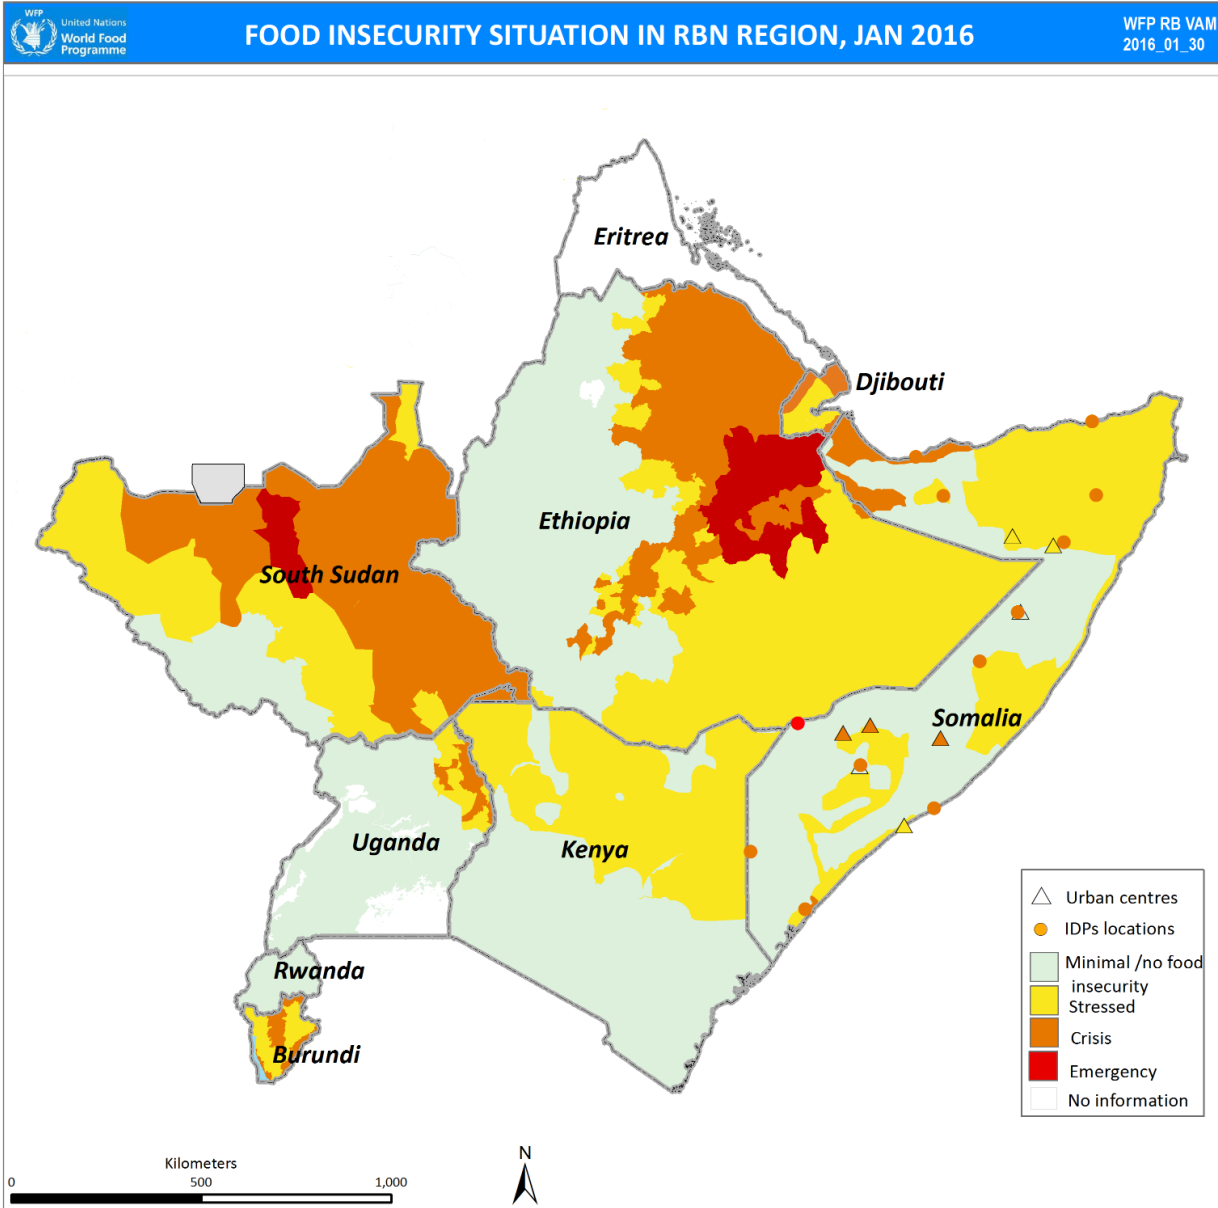 WFP
United Nations
World Food
Programme
FOOD INSECURITY SITUATION IN RBN REGION, JAN 2016
WFP RB VAM
2016_01_30
Eritrea
Djibouti
Ethiopia
South Sudan
Somalia
Uganda
Kenya
Rwanda
Burundi
Urban centres
IDPs locations
Minimal /no food
insecurity
Stressed
Crisis
Emergency
No information
Kilometers
0 500 1,000
N